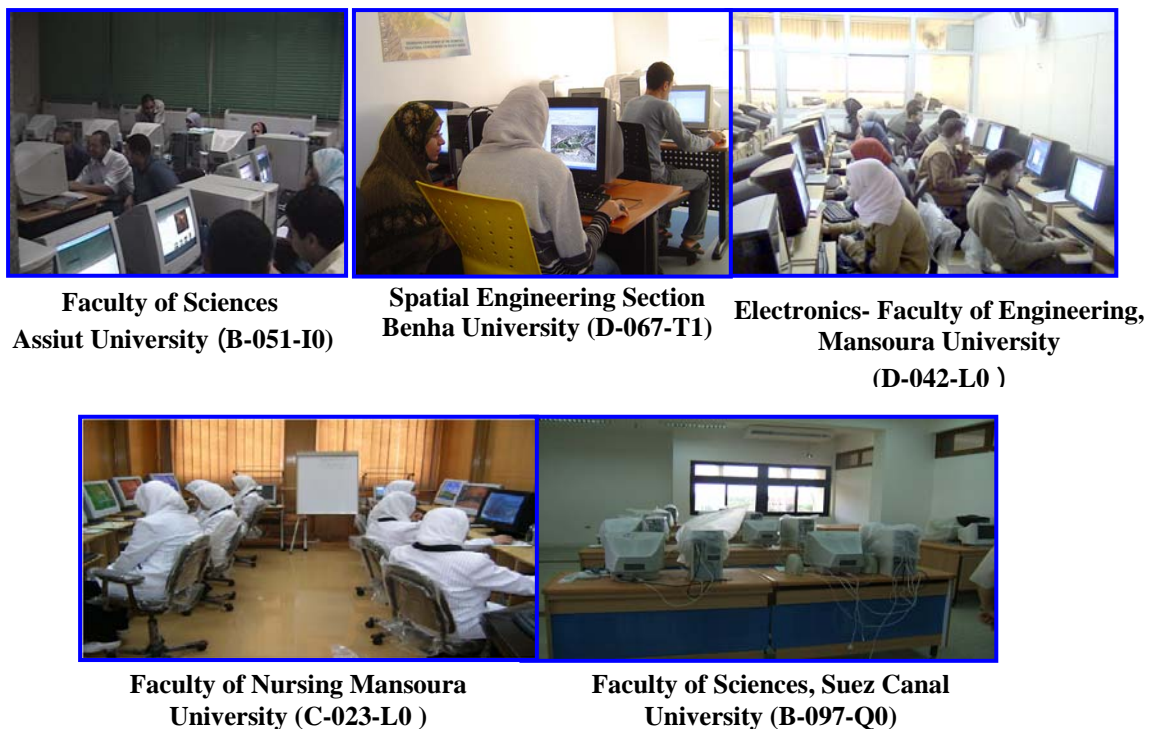 Faculty of Sciences
Assiut University (B-051-I0)
Spatial Engineering Section
Benha University (D-067-T1)
Electronics- Faculty of Engineering,
Mansoura University
(D-042-L0 )
Faculty of Nursing Mansoura
University (C-023-L0 )
Faculty of Sciences, Suez Canal
University (B-097-Q0)